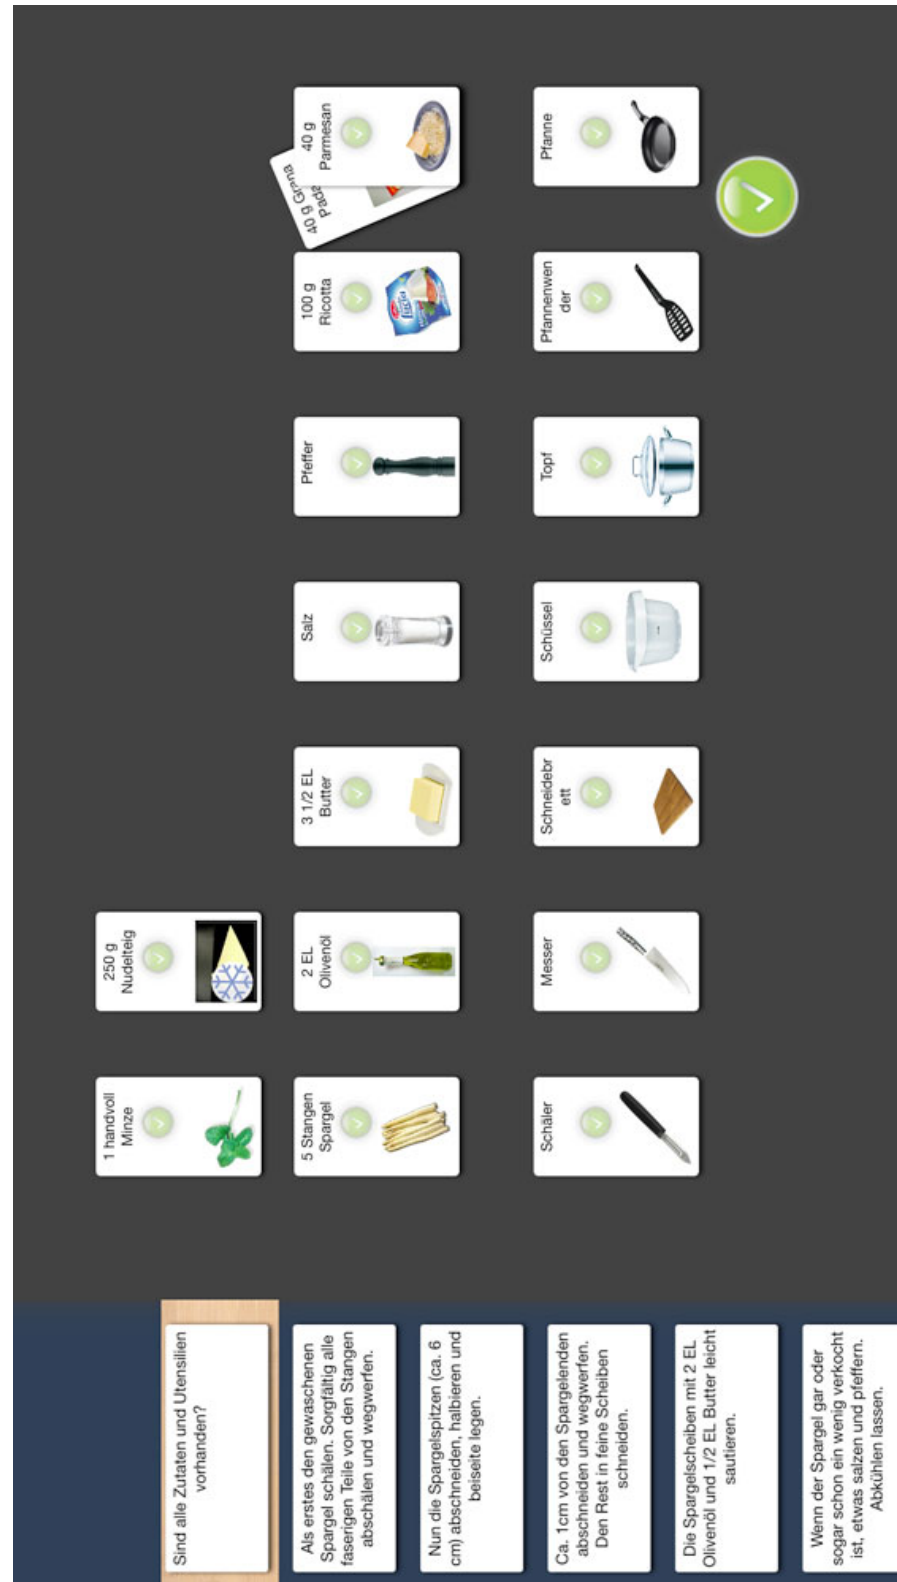 Sind alle Zutaten und Utensilien
vorhanden?
Als erstes den gewaschenen
Spargel schälen. Sorgfältig alle
faserigen Teile von den Stangen
abschälen und wegwerfen.
Nun die Spargelspitzen (ca. 6
cm) abschneiden, halbieren und
beiseite legen.
Ca. 1cm von den Spargelenden
abschneiden und wegwerfen.
Den Rest in feine Scheiben
schneiden.
Die Spargelscheiben mit 2 EL
Olivenöl und 1/2 EL Butter leicht
sautieren.
Wenn der Spargel gar oder
sogar schon ein wenig verkocht
ist, etwas salzen und pfeffern.
Abkühlen lassen.
1 handvoll
Minze
250 g
Nudelteig
5 Stangen
Spargel
2 EL
Olivenöl
3 1/2 EL
Butter
Salz
Pfeffer
100 g
Ricotta
40 g Grana
40 g
Parmesan
Schäler
Messer
Schneidebr
ett
Schüssel
Topf
Pfannenwen
der
Pfanne